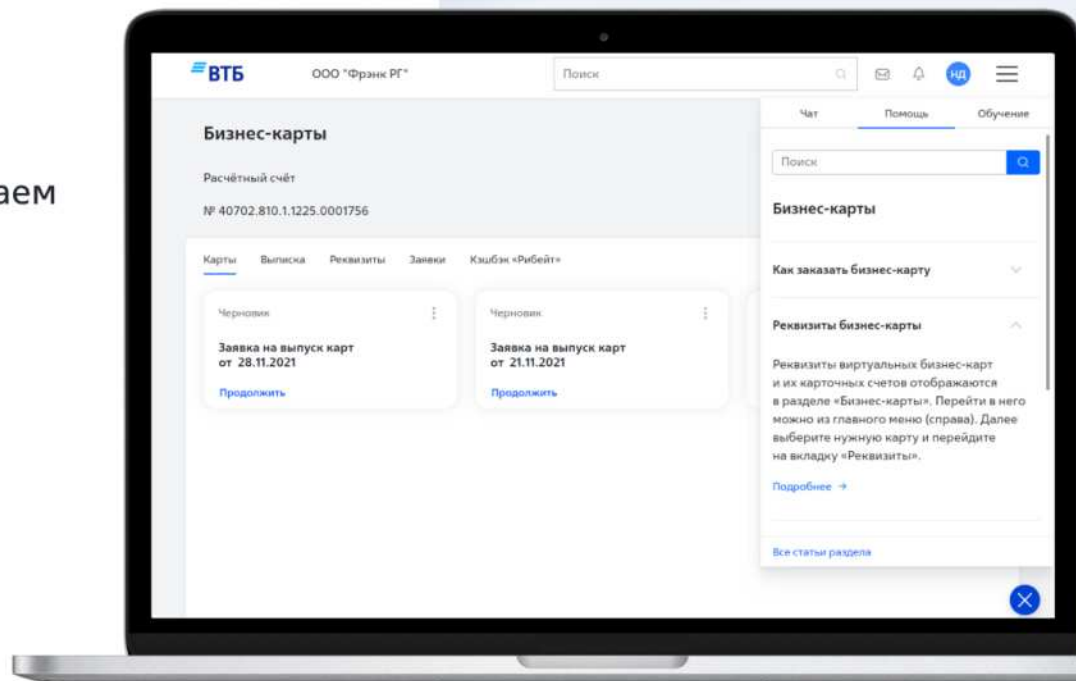 аем
ВТБ
ООО "Фрэнк РГ"
Поиск
НД
Бизнес-карты
Расчётный счёт
№ 40702.810.1.1225.0001756
Карты Выписка Реквизиты Заявки Кэшбэк «Рибейт»
Черновик
Заявка на выпуск карт
от 28.11.2021
Продолжить
Черновик
Заявка на выпуск карт
от 21.11.2021
Продолжить
Чат Помощь Обучение
Поиск
Бизнес-карты
Как заказать бизнес-карту
Реквизиты бизнес-карты
Реквизиты виртуальных бизнес-карт
и их карточных счетов отображаются
в разделе «Бизнес-карты». Перейти в него
можно из главного меню (справа). Далее
выберите нужную карту и перейдите
на вкладку «Реквизиты».
Подробнее →
Все статьи раздела